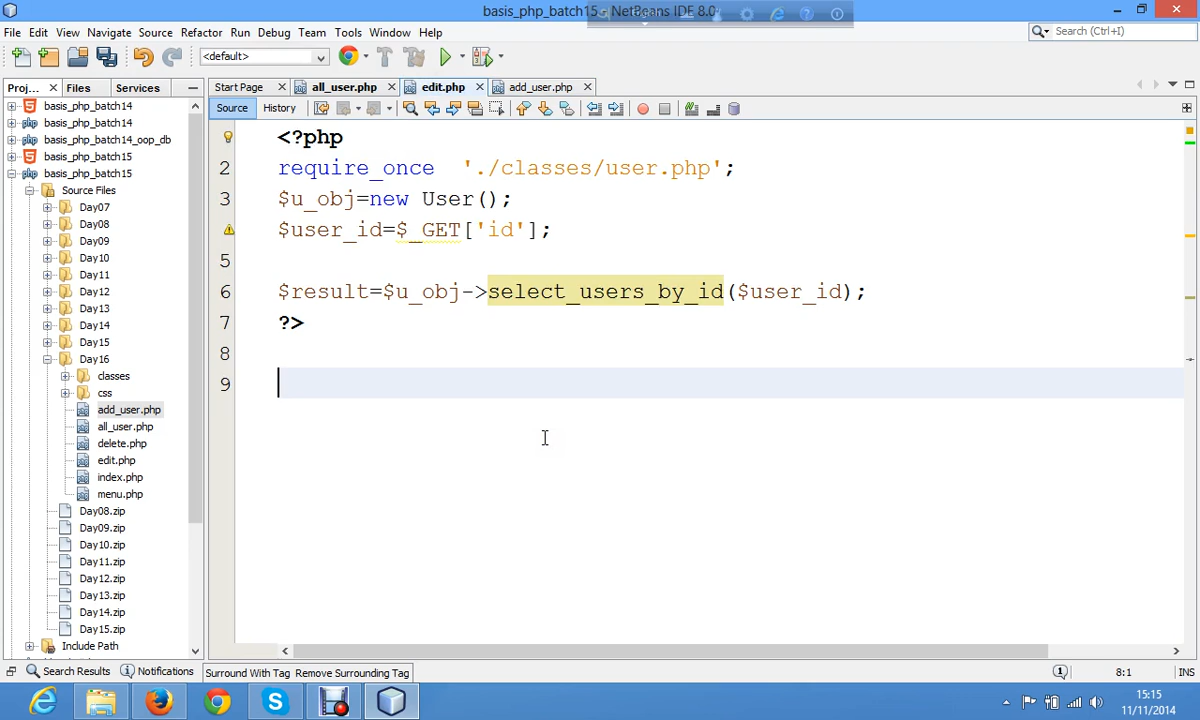 basis_php_batch15 - NetBeans IDE 8.0
File Edit View Navigate Source Refactor Run Debug Team Tools Window Help
Search (Ctrl+I)
<default>
Proj... Files Services
Start Page all_user.php edit.php add_user.php
Source History
basis_php_batch14
basis_php_batch14
basis_php_batch14_oop_db
basis_php_batch15
basis_php_batch15
Source Files
Day07
Day08
Day09
Day10
Day11
Day12
Day13
Day14
Day15
Day16
classes
css
add_user.php
all_user.php
delete.php
edit.php
index.php
menu.php
Day08.zip
Day09.zip
Day10.zip
Day11.zip
Day12.zip
Day13.zip
Day14.zip
Day15.zip
Include Path
<?php
2 require_once './classes/user.php';
3 $u_obj=new User();
$user_id=$_GET['id'];
5
6 $result=$u_obj->select_users_by_id($user_id);
7 ?>
8
9
Search Results Notifications Surround With Tag Remove Surrounding Tag
8:1 INS
15:15
11/11/2014